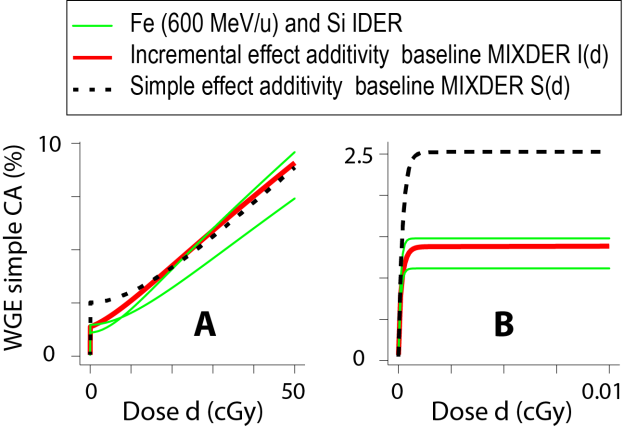 Fe (600 MeV/u) and Si IDER
Incremental effect additivity baseline MIXDER I(d)
Simple effect additivity baseline MIXDER S(d)
WGE simple CA (%)
10
0
A
0
50
Dose d (cGy)
2.5
0
B
0
0.01
Dose d (cGy)